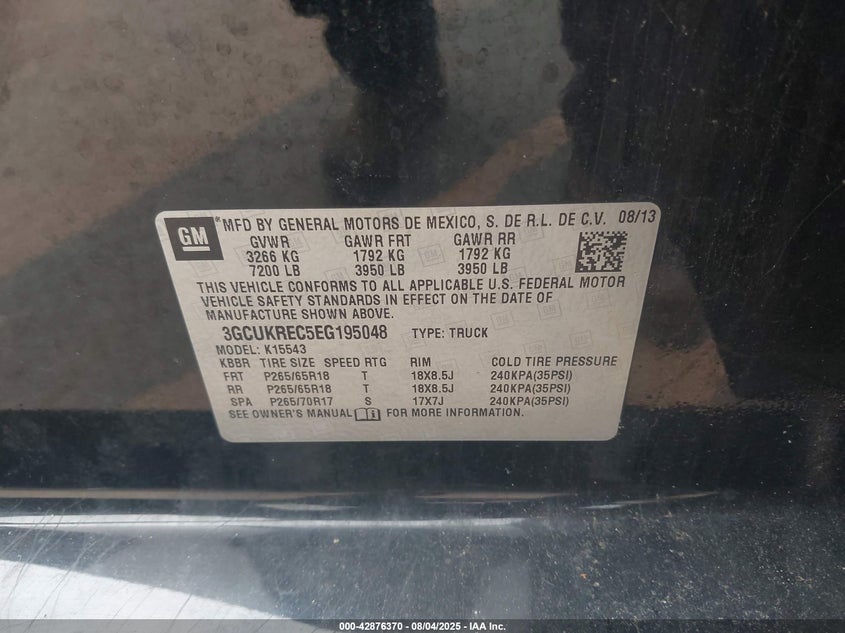 GM *MFD BY GENERAL MOTORS DE MEXICO, S. DE R.L. DE C.V. 08/13
GVWR GAWR FRT GAWR RR
3266 KG 1792 KG 1792 KG
7200 LB 3950 LB 3950 LB
THIS VEHICLE CONFORMS TO ALL APPLICABLE U.S. FEDERAL MOTOR
VEHICLE SAFETY STANDARDS IN EFFECT ON THE DATE OF
MANUFACTURE SHOWN ABOVE.
3GCUKREC5EG195048 TYPE: TRUCK
MODEL: K15543
KBBR TIRE SIZE SPEED RTG RIM COLD TIRE PRESSURE
FRT P265/65R18 T 18X8.5J 240KPA(35PSI)
RR P265/65R18 T 18X8.5J 240KPA(35PSI)
SPA P265/70R17 S 17X7J 240KPA(35PSI)
SEE OWNER'S MANUAL FOR MORE INFORMATION.
000-42876370 - 08/04/2025 - IAA Inc.